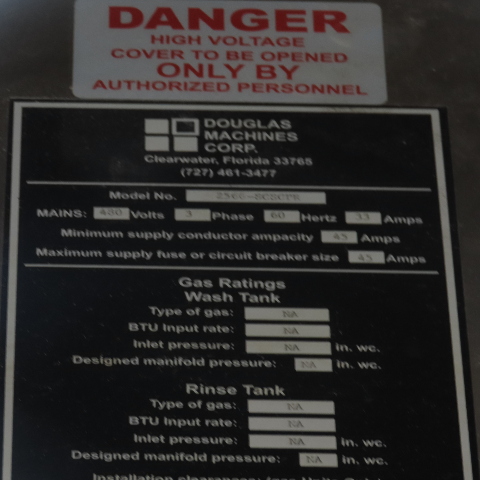 DANGER
HIGH VOLTAGE
COVER TO BE OPENED
ONLY BY
AUTHORIZED PERSONNEL
DOUGLAS
MACHINES
CORP.
Clearwater, Florida 33765
(727) 461-3477
Model No.
MAINS: 480 Volts 3 Phase 60 Hertz 33 Amps
Minimum supply conductor ampacity 45 Amps
Maximum supply fuse or circuit breaker size 45 Amps
Gas Ratings
Wash Tank
Type of gas: NA
BTU Input rate: NA
Inlet pressure: NA in. wc.
Designed manifold pressure: NA in. wc.
Rinse Tank
Type of gas: NA
BTU Input rate: NA
Inlet pressure: NA in. wc.
Designed manifold pressure: NA in. wc.
Installation clearances: